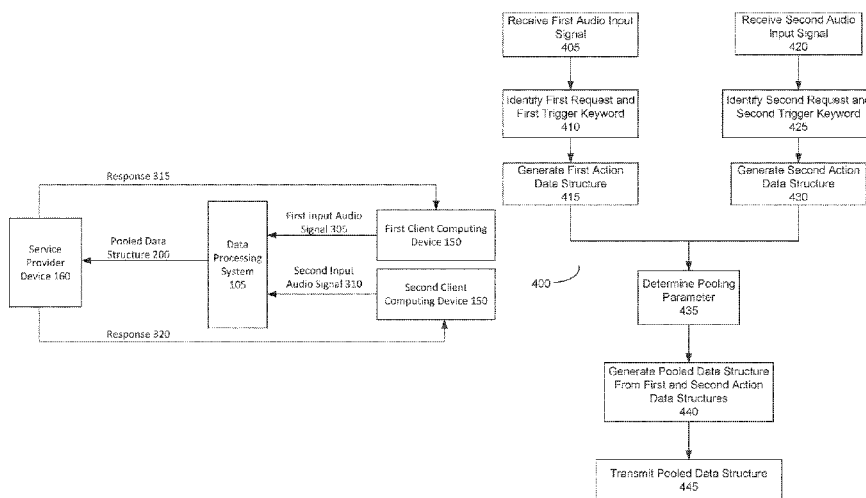 Response 315
Service
Provider
Device 160
Pooled Data
Structure 200
Data
Processing
System
105
First Input Audio
Signal 305
First Client Computing
Device 150
Second Input
Audio Signal 310
Second Client
Computing Device 150
Response 320
Receive First Audio Input
Signal
405
Identify First Request and
First Trigger Keyword
410
Generate First Action
Data Structure
415
Receive Second Audio
Input Signal
420
Identify Second Request and
Second Trigger Keyword
425
Generate Second Action
Data Structure
430
400
Determine Pooling
Parameter
435
Generate Pooled Data Structure
From First and Second Action
Data Structures
440
Transmit Pooled Data Structure
445